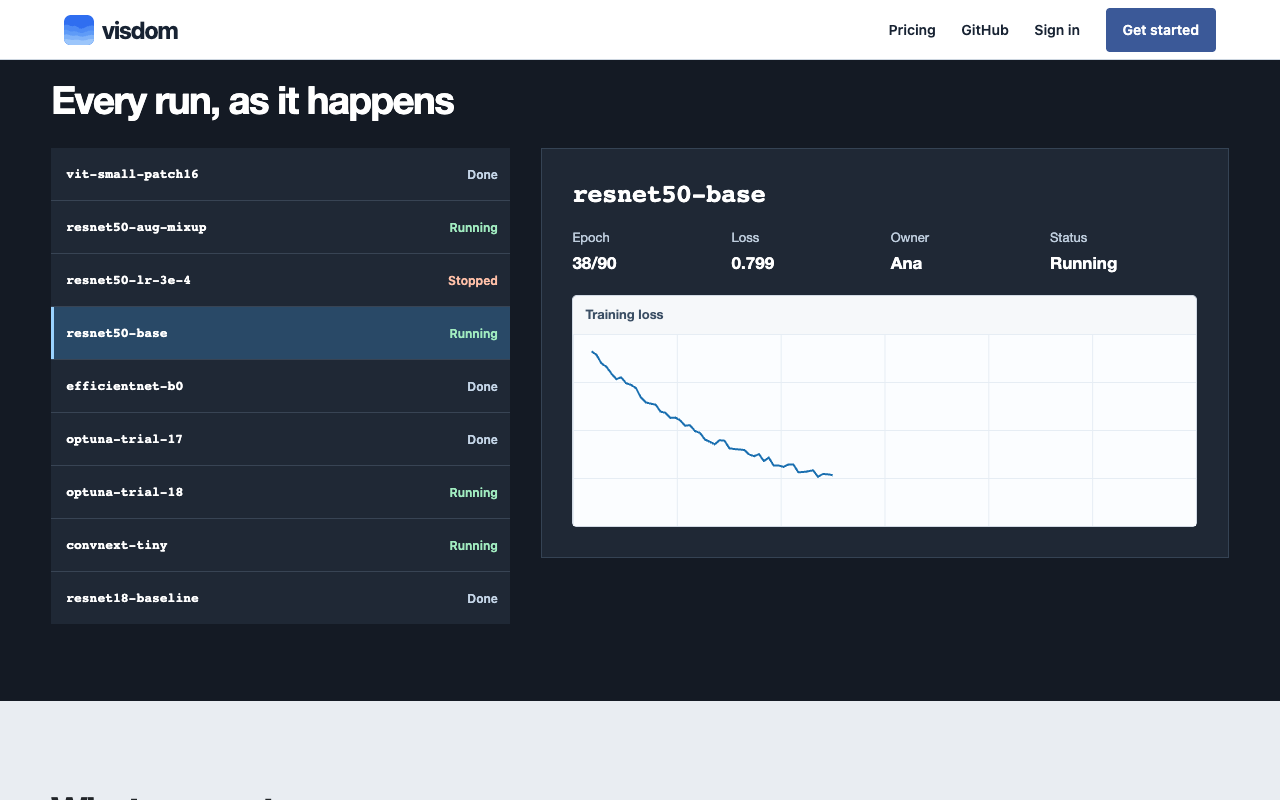 visdom
Pricing GitHub Sign in Get started
Every run, as it happens
vit-small-patch16 Done
resnet50-aug-mixup Running
resnet50-lr-3e-4 Stopped
resnet50-base Running
efficientnet-b0 Done
optuna-trial-17 Done
optuna-trial-18 Running
convnext-tiny Running
resnet18-baseline Done
resnet50-base
Epoch Loss Owner Status
38/90 0.799 Ana Running
Training loss